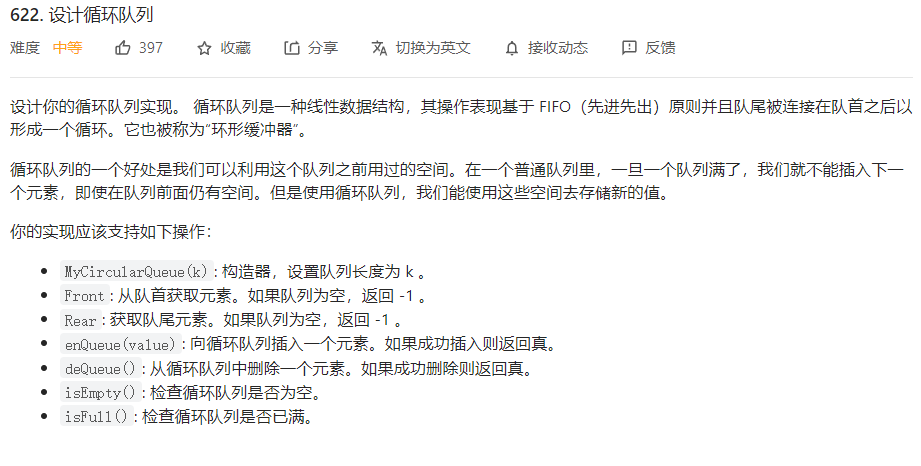 622. 设计循环队列
难度 中等 397 收藏 分享 切换为英文 接收动态 反馈
设计你的循环队列实现。 循环队列是一种线性数据结构，其操作表现基于 FIFO（先进先出）原则并且队尾被连接在队首之后以
形成一个循环。它也被称为“环形缓冲器”。
循环队列的一个好处是我们可以利用这个队列之前用过的空间。在一个普通队列里，一旦一个队列满了，我们就不能插入下一
个元素，即使在队列前面仍有空间。但是使用循环队列，我们能使用这些空间去存储新的值。
你的实现应该支持如下操作：
MyCircularQueue(k): 构造器，设置队列长度为 k 。
Front: 从队首获取元素。如果队列为空，返回 -1 。
Rear: 获取队尾元素。如果队列为空，返回 -1 。
enQueue(value): 向循环队列插入一个元素。如果成功插入则返回真。
deQueue(): 从循环队列中删除一个元素。如果成功删除则返回真。
isEmpty(): 检查循环队列是否为空。
isFull(): 检查循环队列是否已满。